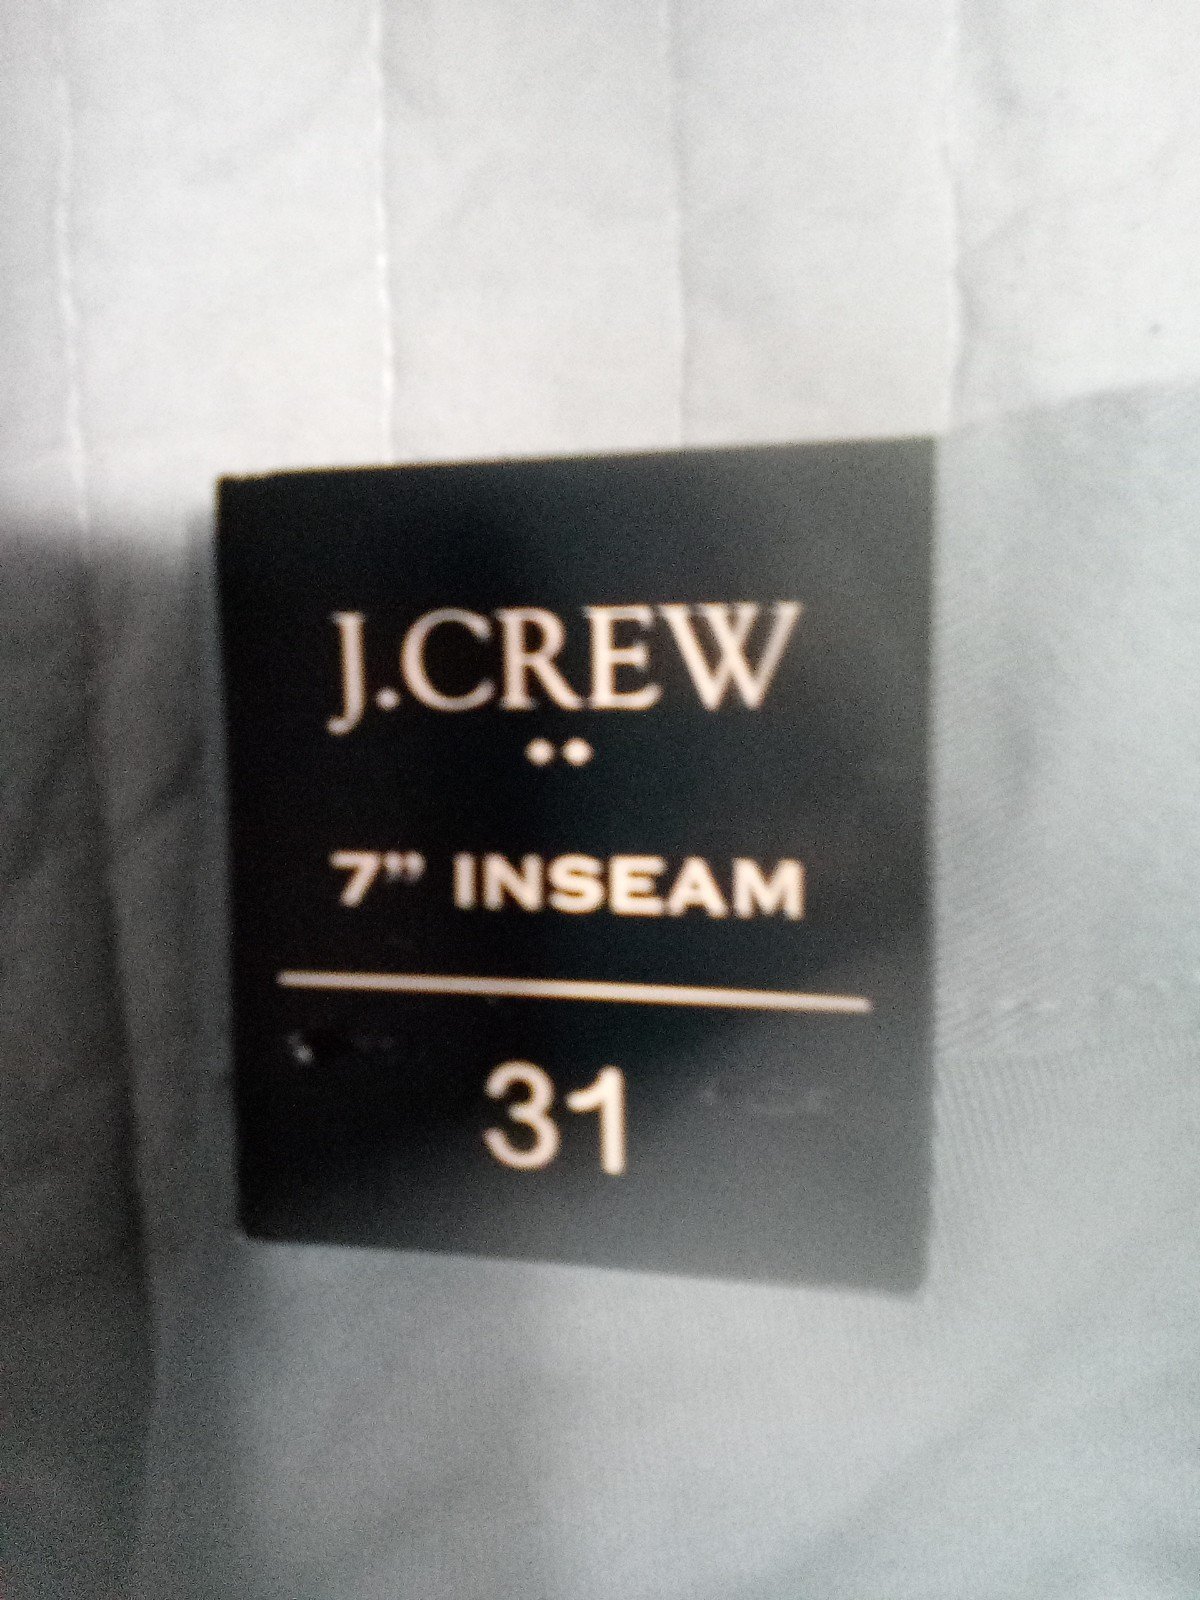 J.CREW
••
7” INSEAM
31